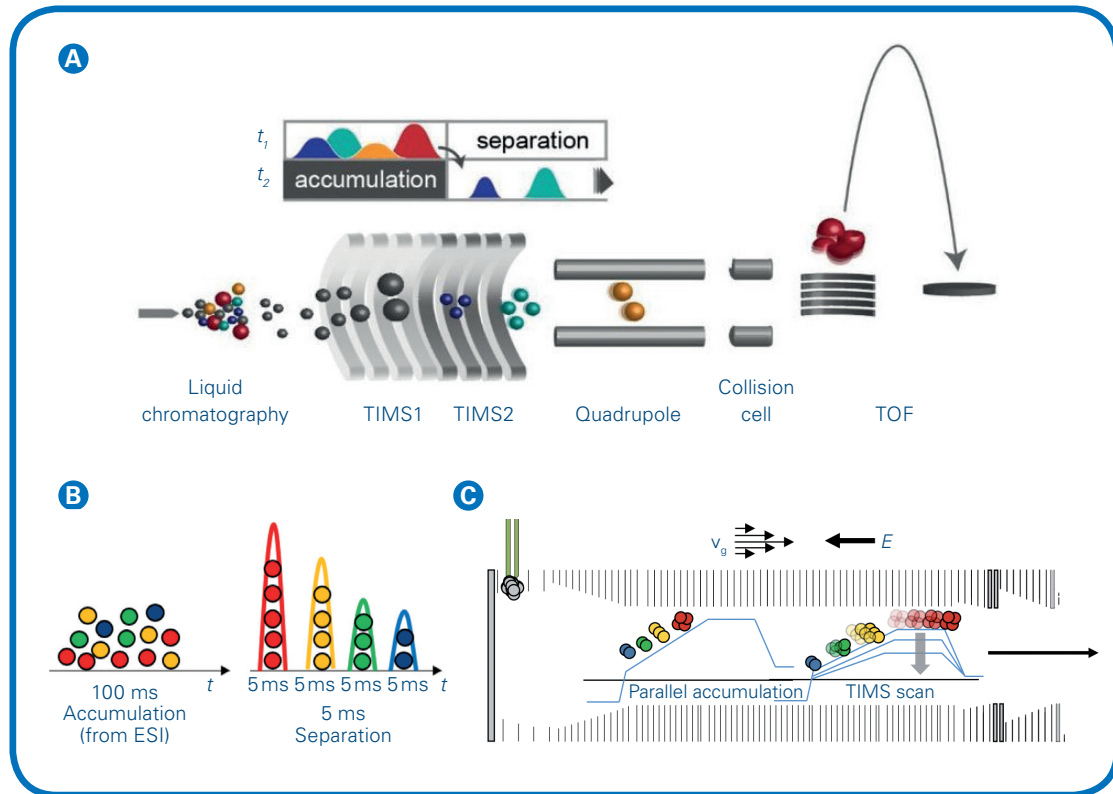 A
t1
separation
t2
accumulation
Liquid
chromatography
TIMS1
TIMS2
Quadrupole
Collision
cell
TOF
B
100 ms
Accumulation
(from ESI)
t
5 ms 5 ms 5 ms 5 ms
t
5 ms
Separation
C
vg
E
Parallel accumulation
TIMS scan